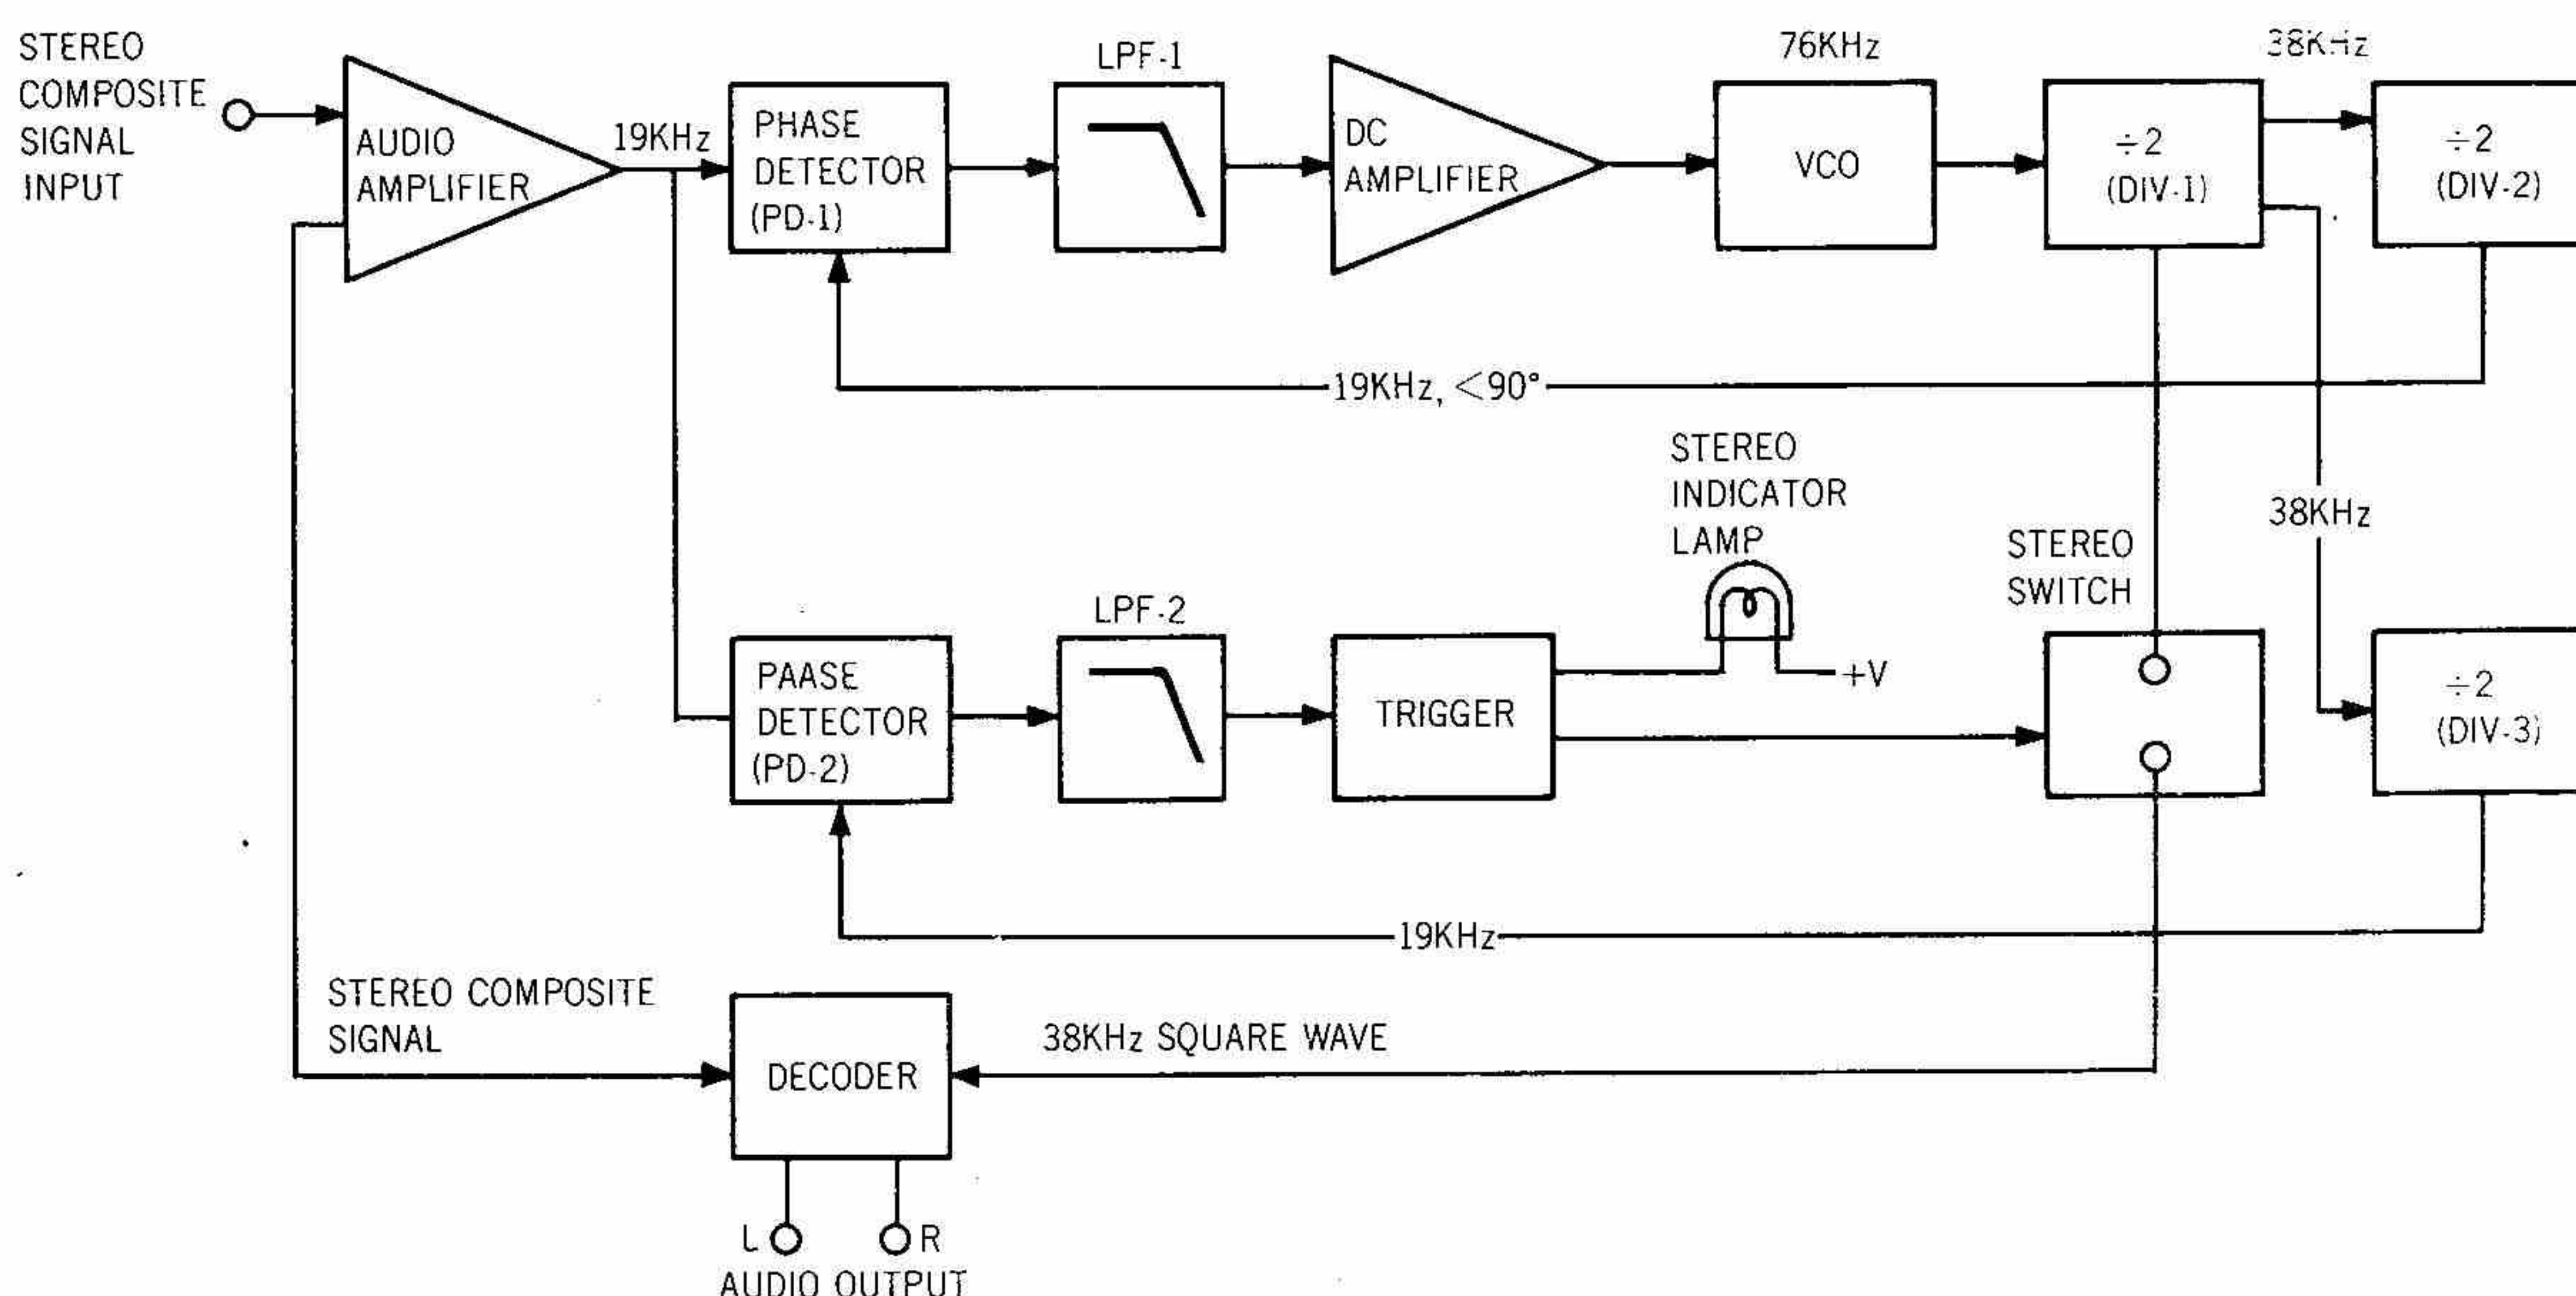 STEREO
COMPOSITE
SIGNAL
INPUT
AUDIO
AMPLIFIER
19KHz
PHASE
DETECTOR
(PD-1)
LPF-1
DC
AMPLIFIER
76KHz
VCO
÷2
(DIV-1)
38KHz
÷2
(DIV-2)
19KHz, <90°
STEREO
INDICATOR
LAMP
+V
STEREO
SWITCH
38KHz
PAASE
DETECTOR
(PD-2)
LPF-2
TRIGGER
÷2
(DIV-3)
19KHz
STEREO COMPOSITE
SIGNAL
DECODER
38KHz SQUARE WAVE
L
R
AUDIO OUTPUT